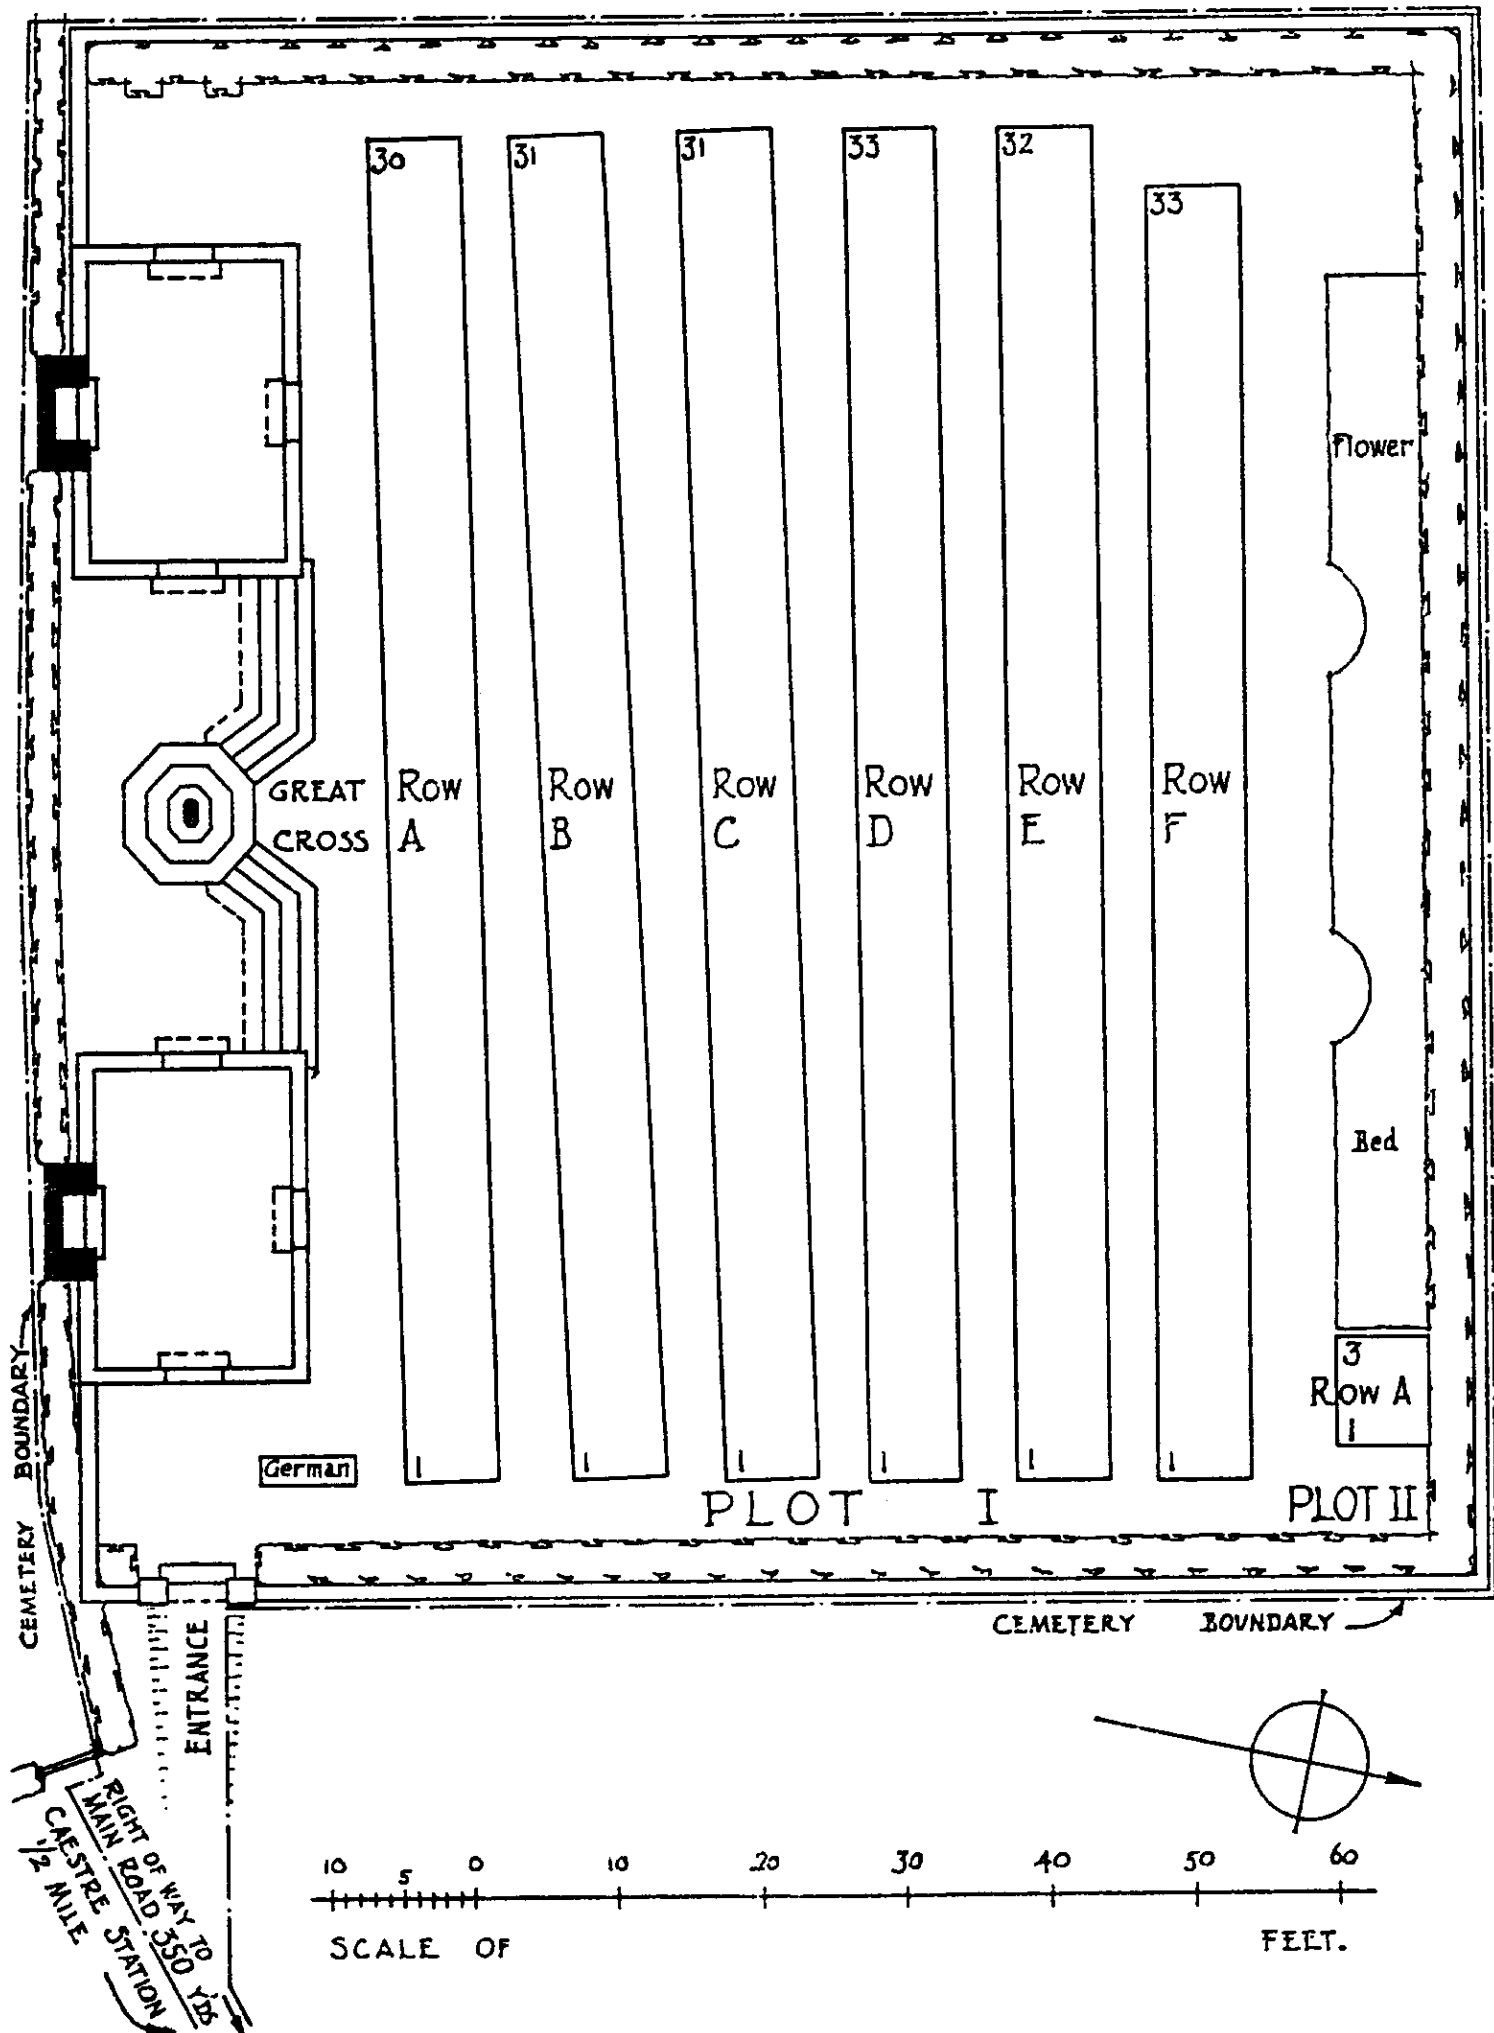 30 31 31 33 32
33
Flower
GREAT
CROSS
Row
A
Row
B
Row
C
Row
D
Row
E
Row
F
Bed
3
Row A
1
German
1 1 1 1 1 1
PLOT I
PLOT II
CEMETERY BOUNDARY
ENTRANCE
CEMETERY BOUNDARY
RIGHT OF WAY TO
MAIN ROAD 350 YDS
CAESTRE STATION
1/2 MILE
10 5 0 10 20 30 40 50 60
SCALE OF FEET.